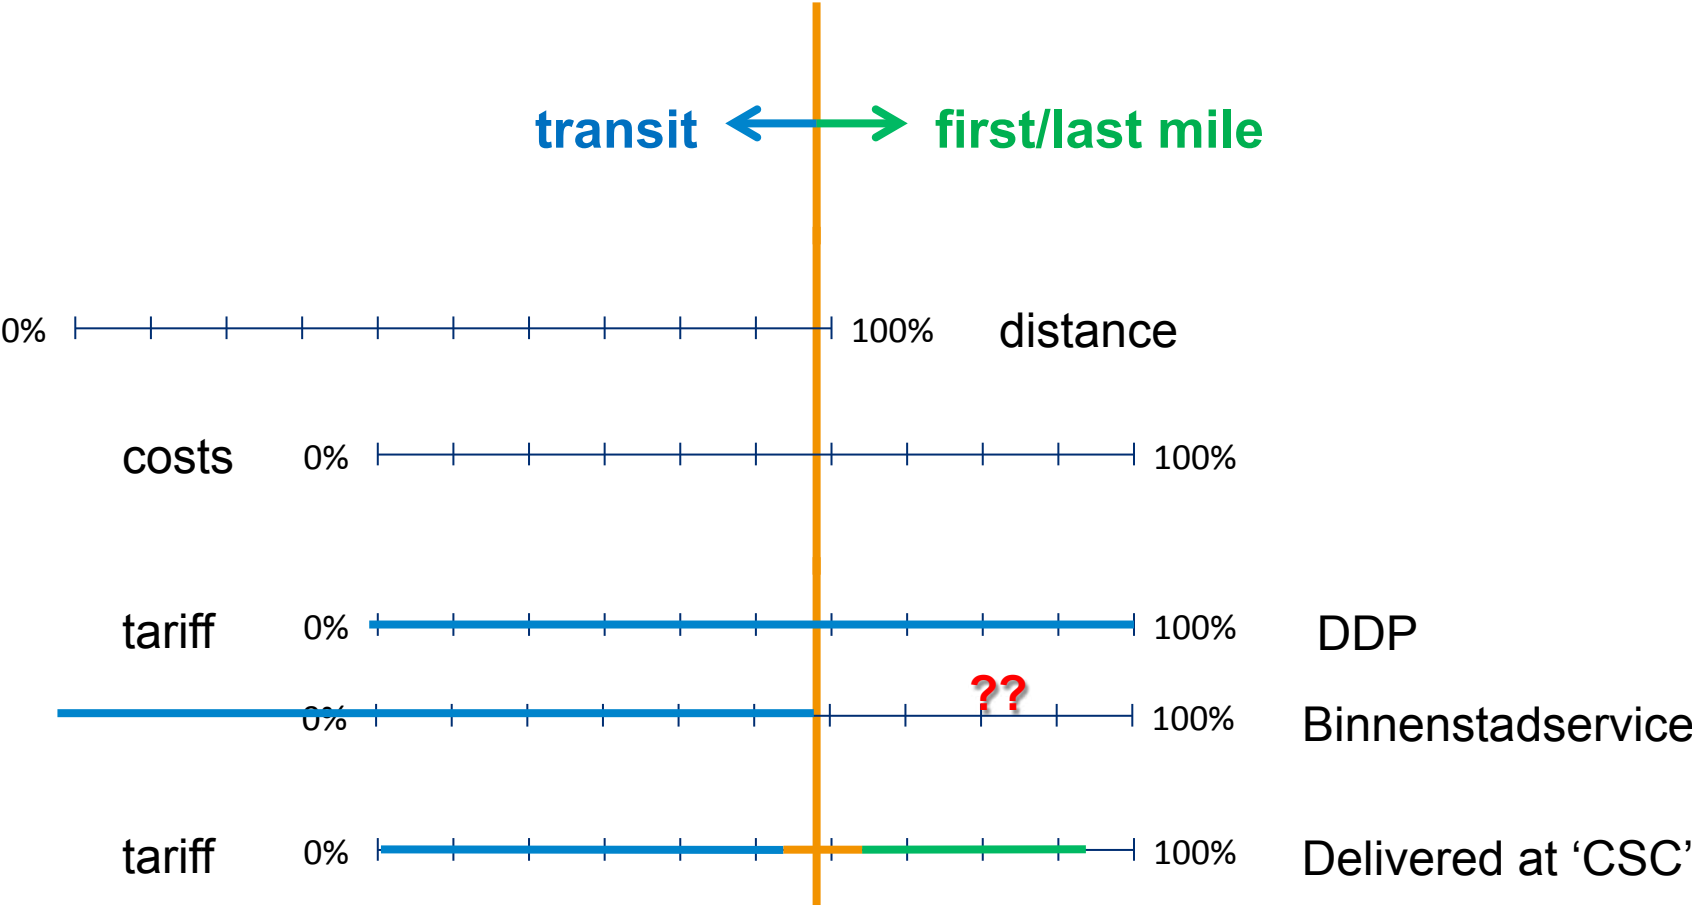 transit first/last mile
0% 100% distance
costs 0% 100%
tariff 0% 100% DDP
??
0% 100% Binnenstadservice
tariff 0% 100% Delivered at ‘CSC’